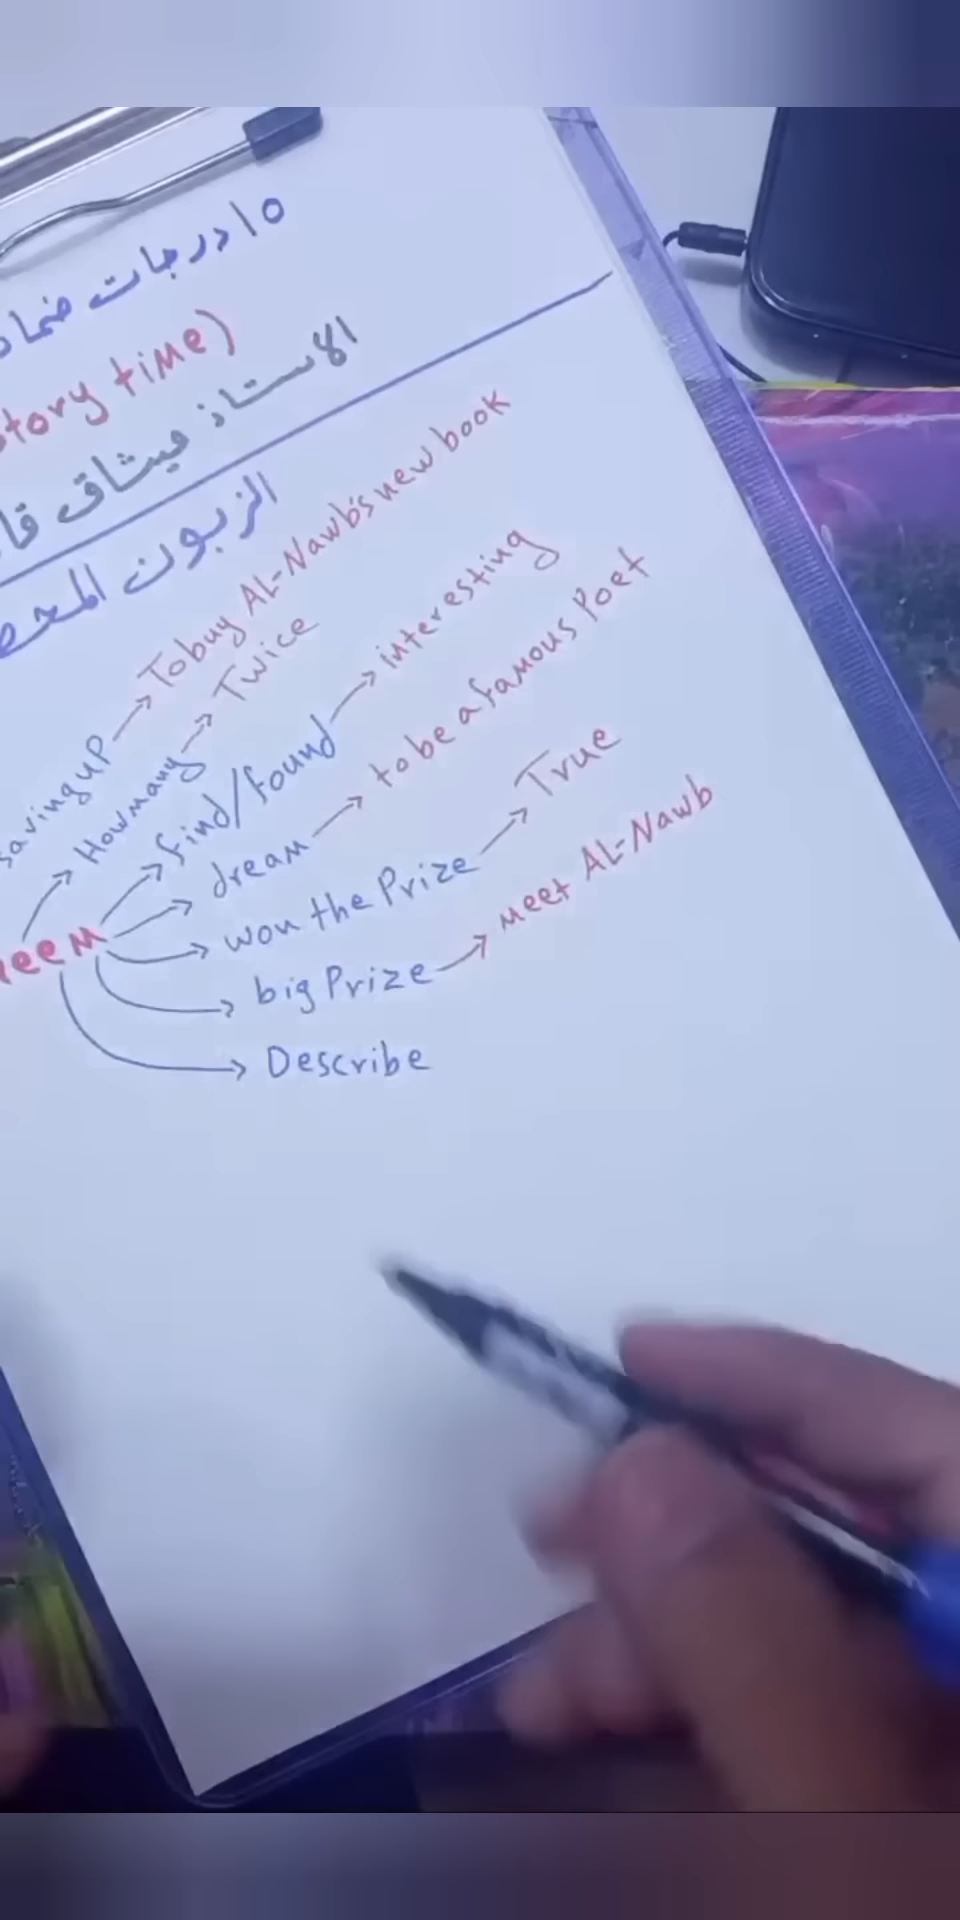 ١٥ درجات
story time)
الاستاذ ميثاق
الزبون
saving up → To buy AL-Nawb's new book
How many → Twice
find/found → interesting
dream → to be a famous Poet
won the Prize → True
big Prize → meet AL-Nawb
Describe